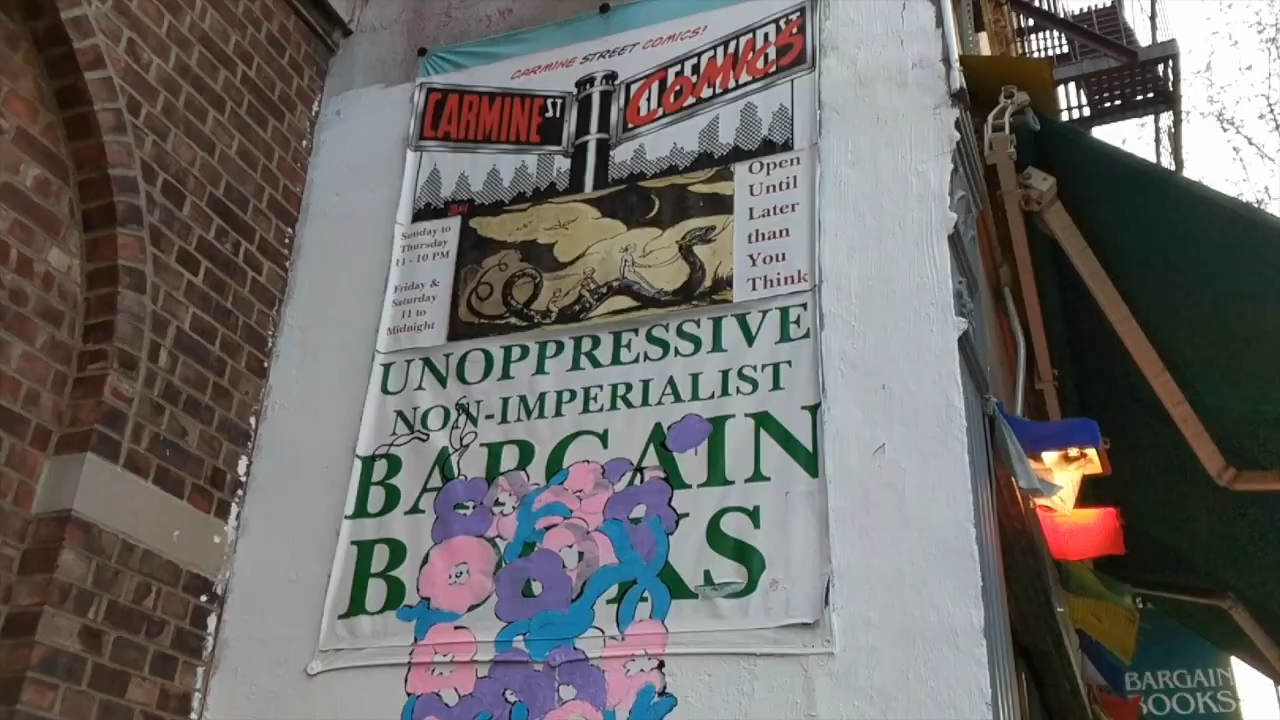 CARMINE STREET COMICS!
CARMINE ST
COMICS
ST
Open
Until
Later
than
You
Think
Sunday to
Thursday
11 - 10 PM
Friday &
Saturday
11 to
Midnight
UNOPPRESSIVE
NON-IMPERIALIST
BARGAIN
BOOKS
BARGAIN
BOOKS